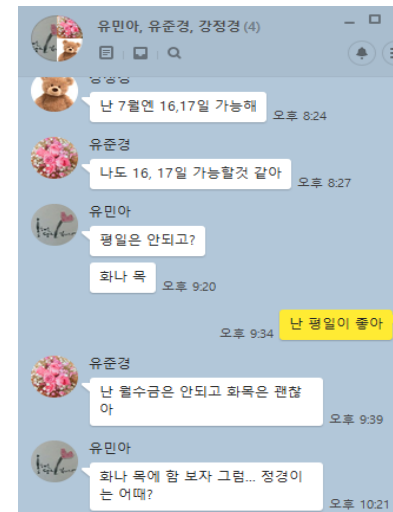 유민아, 유준경, 강정경 (4)
난 7월엔 16,17일 가능해
오후 8:24
유준경
나도 16, 17일 가능할것 같아
오후 8:27
유민아
평일은 안되고?
화나 목
오후 9:20
난 평일이 좋아
오후 9:34
유준경
난 월수금은 안되고 화목은 괜찮
아
오후 9:39
유민아
화나 목에 함 보자 그럼... 정경이
는 어때?
오후 10:21